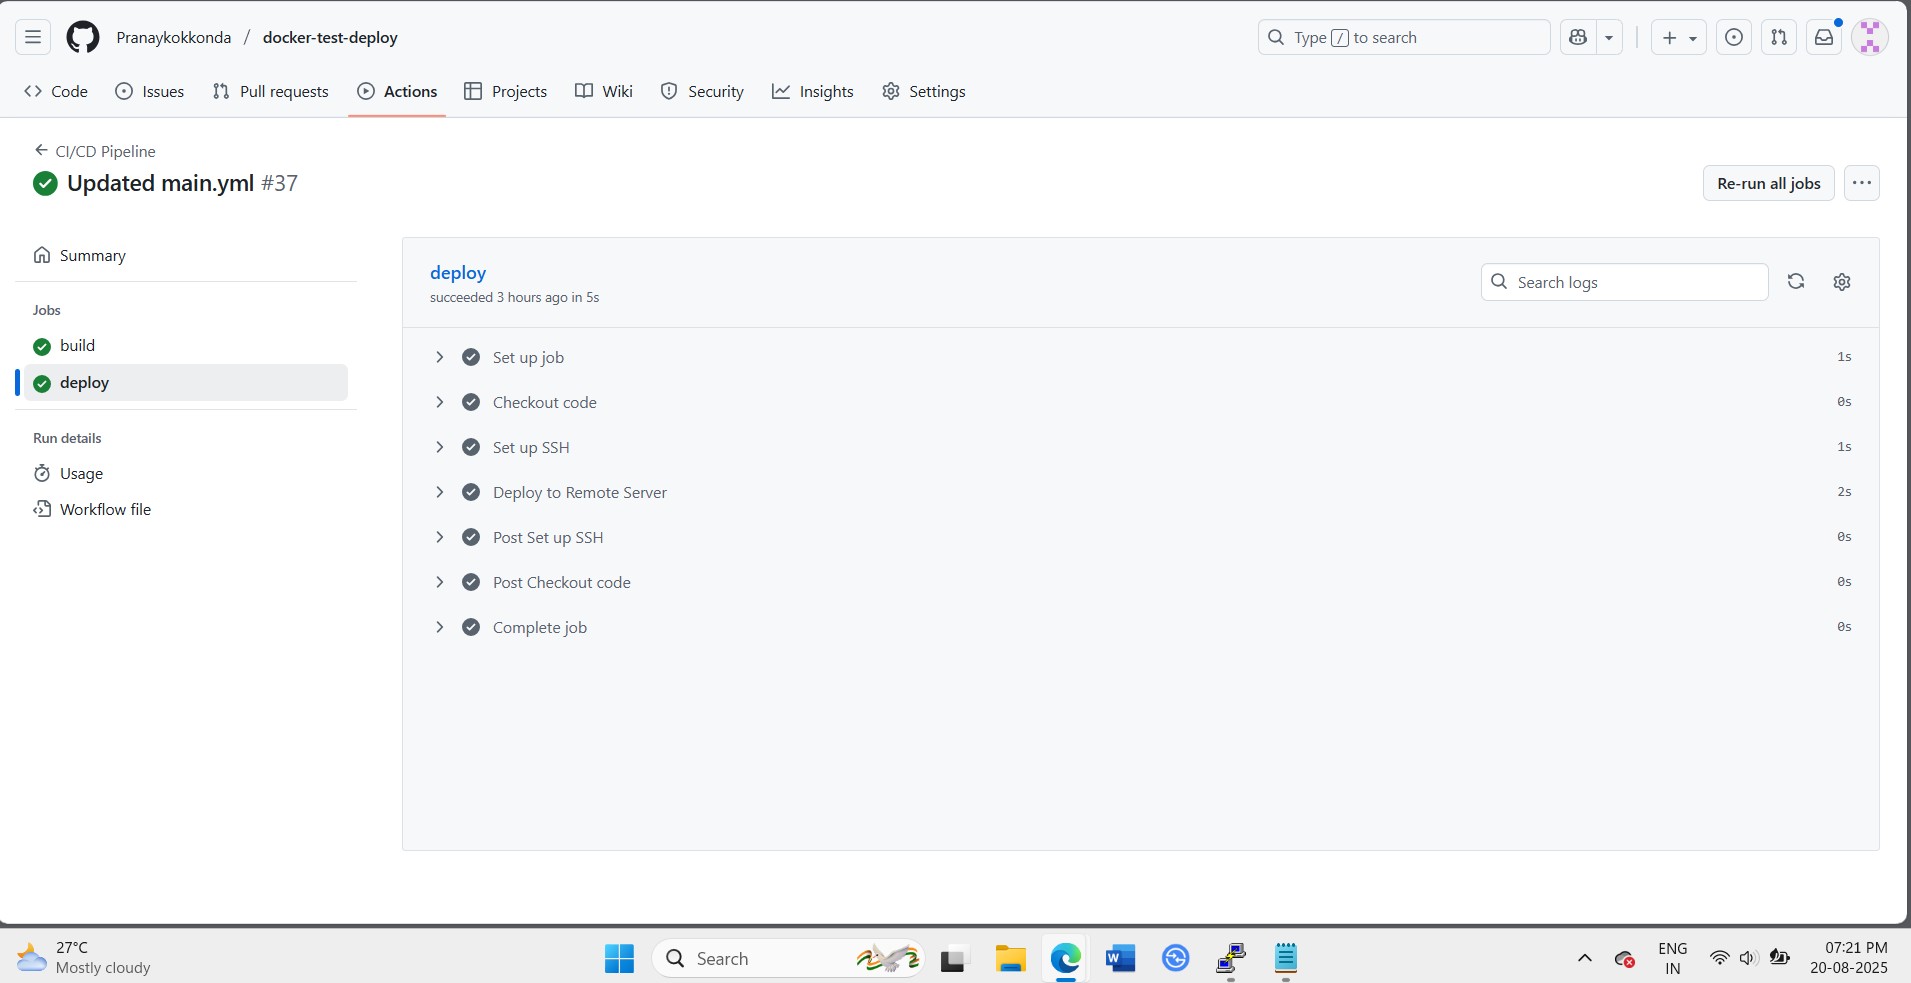 Pranaykokkonda / docker-test-deploy
Type / to search
Code
Issues
Pull requests
Actions
Projects
Wiki
Security
Insights
Settings
CI/CD Pipeline
Updated main.yml #37
Re-run all jobs
Summary
Jobs
build
deploy
Run details
Usage
Workflow file
deploy
succeeded 3 hours ago in 5s
Search logs
Set up job 1s
Checkout code 0s
Set up SSH 1s
Deploy to Remote Server 2s
Post Set up SSH 0s
Post Checkout code 0s
Complete job 0s
27°C
Mostly cloudy
Search
ENG
IN
07:21 PM
20-08-2025